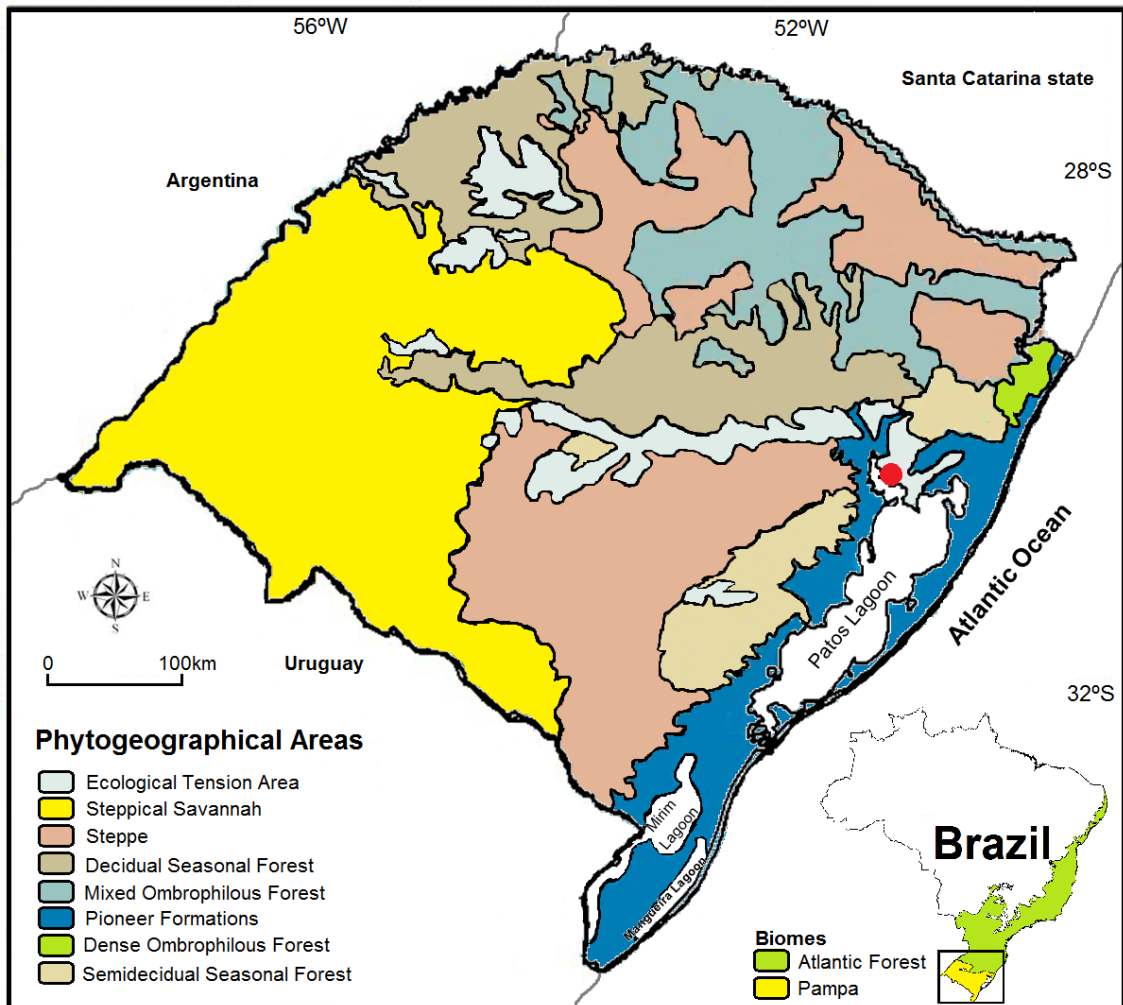 56ºW
52ºW
Santa Catarina state
Argentina
28ºS
N
W E
S
Atlantic Ocean
Patos Lagoon
0 100km
Uruguay
32ºS
Mirim
Lagoon
Mangueira Lagoon
Phytogeographical Areas
Ecological Tension Area
Steppical Savannah
Steppe
Decidual Seasonal Forest
Mixed Ombrophilous Forest
Pioneer Formations
Dense Ombrophilous Forest
Semidecidual Seasonal Forest
Brazil
Biomes
Atlantic Forest
Pampa